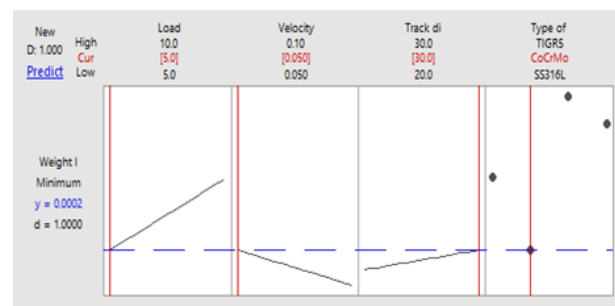 New
D: 1.000
Predict
High
Cur
Low
Load
10.0
[5.0]
5.0
Velocity
0.10
[0.050]
0.050
Track di
30.0
[30.0]
20.0
Type of
TIGRS
CoCrMo
SS316L
Weight l
Minimum
y = 0.0002
d = 1.0000